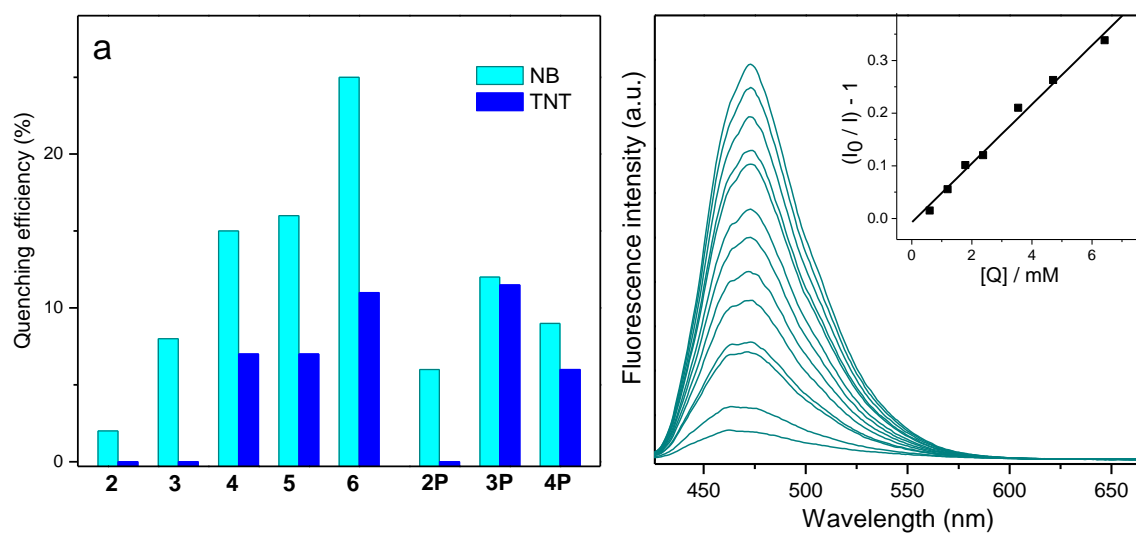 a
NB
TNT
Quenching efficiency (%)
20
10
0
2 3 4 5 6 2P 3P 4P
Fluorescence intensity (a.u.)
450 500 550 600 650
Wavelength (nm)
(I0 / I) - 1
0.3
0.2
0.1
0.0
0 2 4 6
[Q] / mM